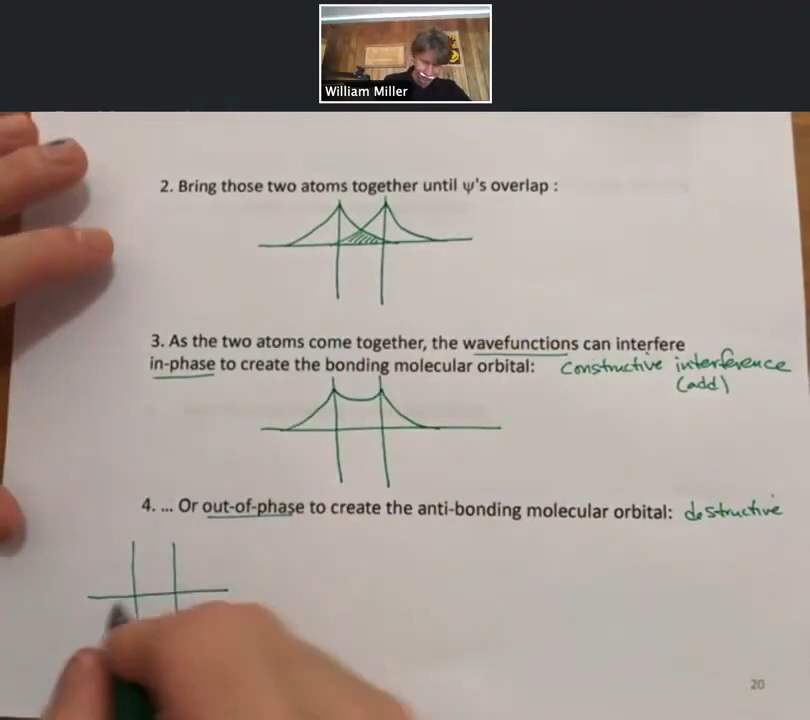 William Miller
2. Bring those two atoms together until ψ's overlap :
3. As the two atoms come together, the wavefunctions can interfere
in-phase to create the bonding molecular orbital: constructive interference
(add)
4. ... Or out-of-phase to create the anti-bonding molecular orbital: destructive
20